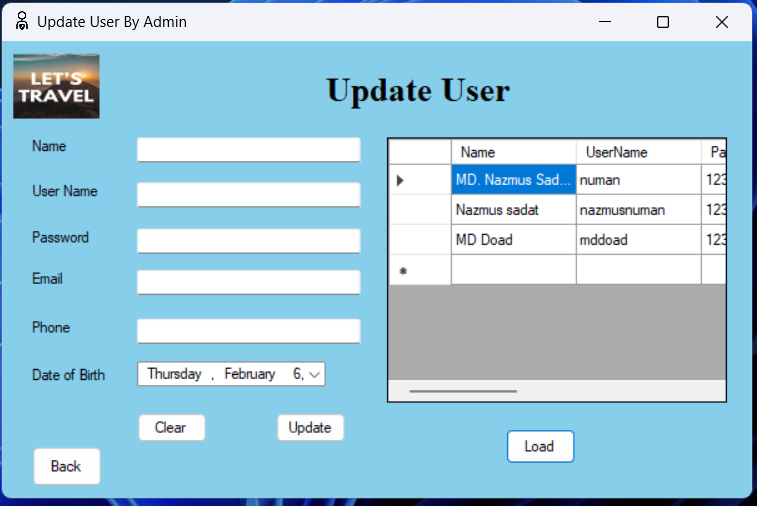 Update User By Admin
LET'S
TRAVEL
Update User
Name
User Name
Password
Email
Phone
Date of Birth
Thursday , February 6,
Clear
Update
Back
Name UserName Pa
MD. Nazmus Sad... numan 123
Nazmus sadat nazmusnuman 123
MD Doad mddoad 123
Load